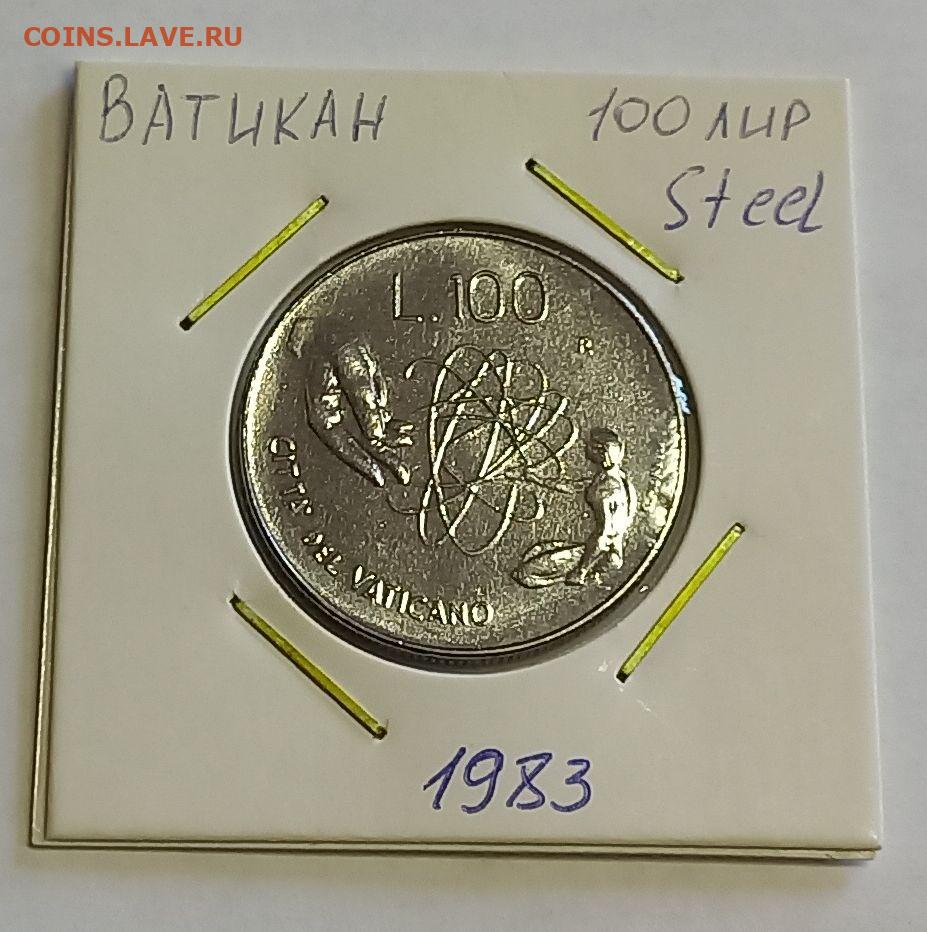 COINS.LAVE.RU
ВАТИКАН 100 ЛИР
Steel
L.100
R
CITTA' DEL VATICANO
1983